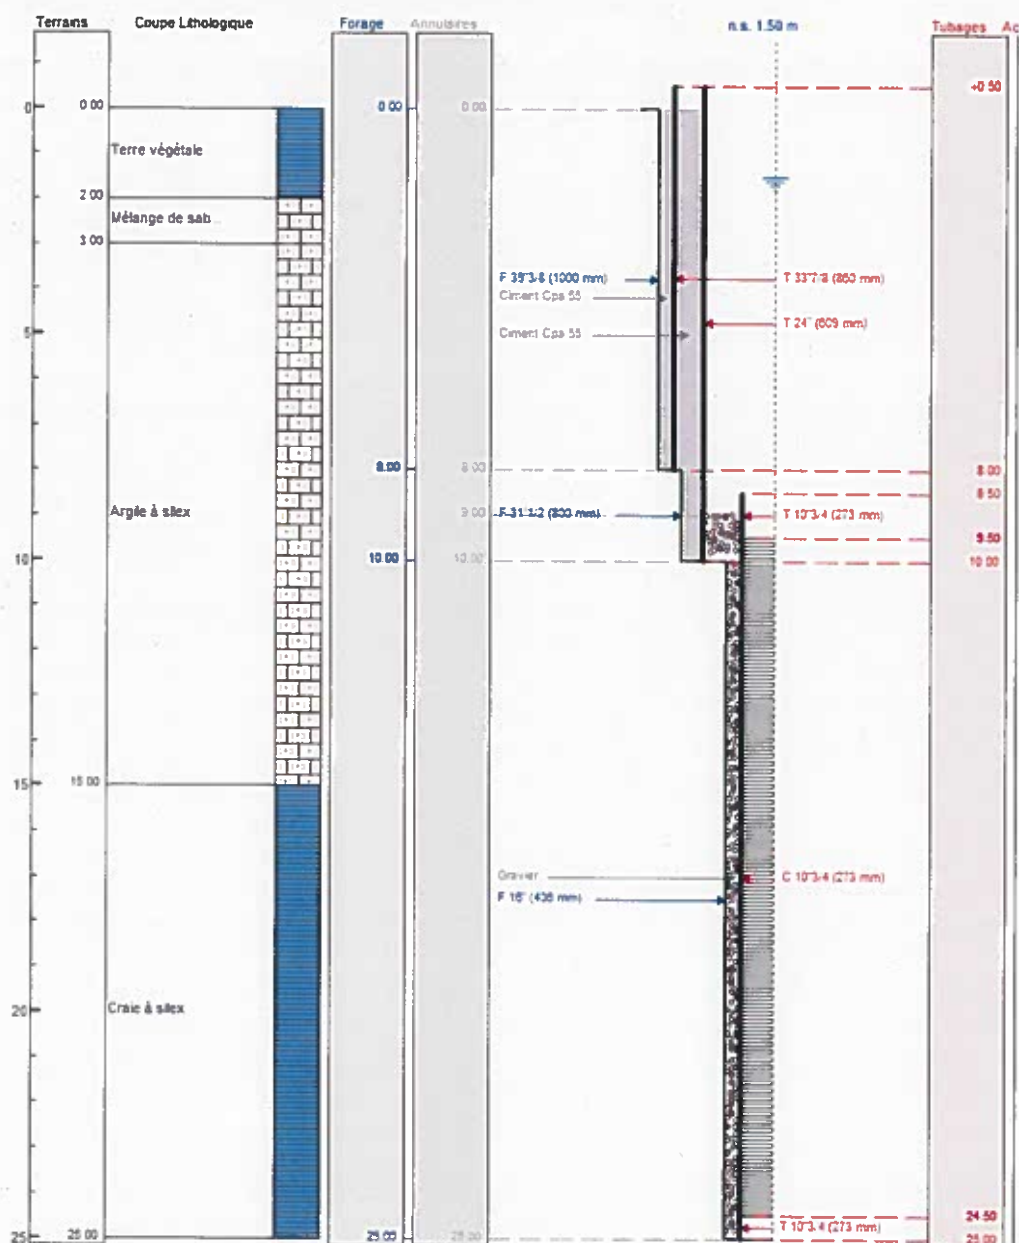 Terrains Coupe Lithologique Forage Annulaires n.s. 1.50 m Tubages Ac
+0 50
0 0 00 0 00 0 00
Terre végétale
2 00
Mélange de sab
3 00
F 39"3/8 (1000 mm) T 33"7/8 (860 mm)
Ciment Cpa 55
T 24" (609 mm)
5 Ciment Cpa 55
8 00 8 00 8 00
8 50
Argile à silex 9 00 F 31"1/2 (800 mm) T 10"3/4 (273 mm)
9 50
10 10 00 10 00 10 00
15 15 00
Gravier C 10"3/4 (273 mm)
F 16" (406 mm)
20 Craie à silex
24 50
T 10"3/4 (273 mm)
25 25 00 25 00 25 00 25 00